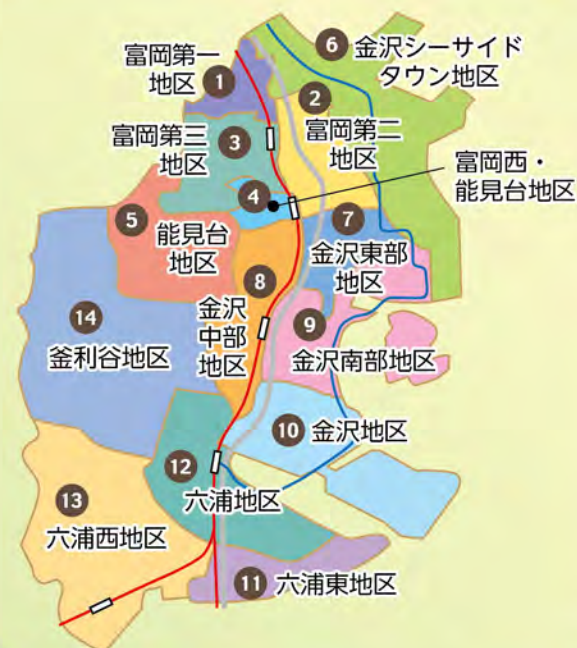 富岡第一
地区
1
6
金沢シーサイド
タウン地区
2
富岡第二
地区
富岡第三
地区
3
4
富岡西・
能見台地区
5
能見台
地区
7
金沢東部
地区
8
金沢
中部
地区
9
金沢南部地区
14
釜利谷地区
10
金沢地区
12
六浦地区
13
六浦西地区
11
六浦東地区